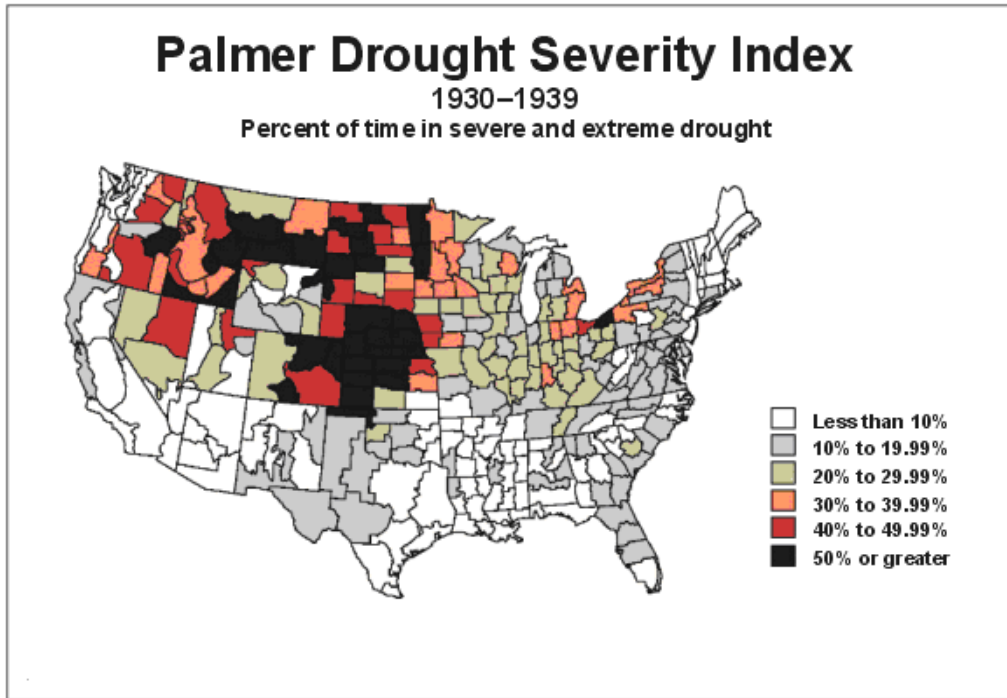 Palmer Drought Severity Index
1930–1939
Percent of time in severe and extreme drought
Less than 10%
10% to 19.99%
20% to 29.99%
30% to 39.99%
40% to 49.99%
50% or greater